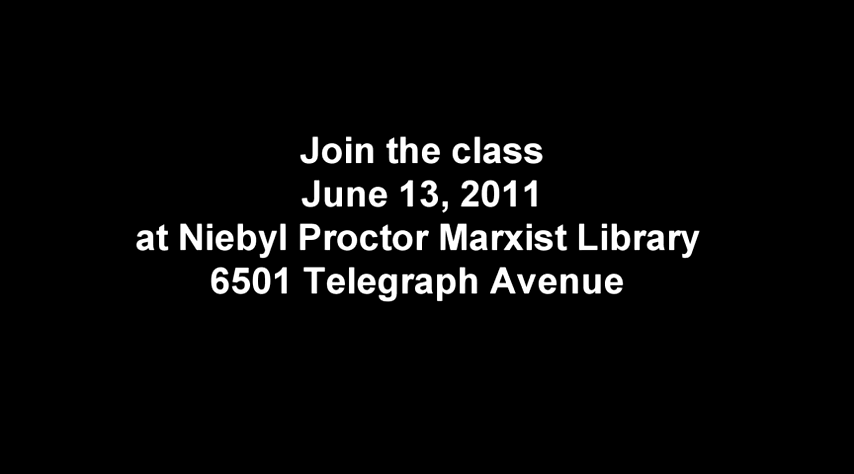 Join the class
June 13, 2011
at Niebyl Proctor Marxist Library
6501 Telegraph Avenue